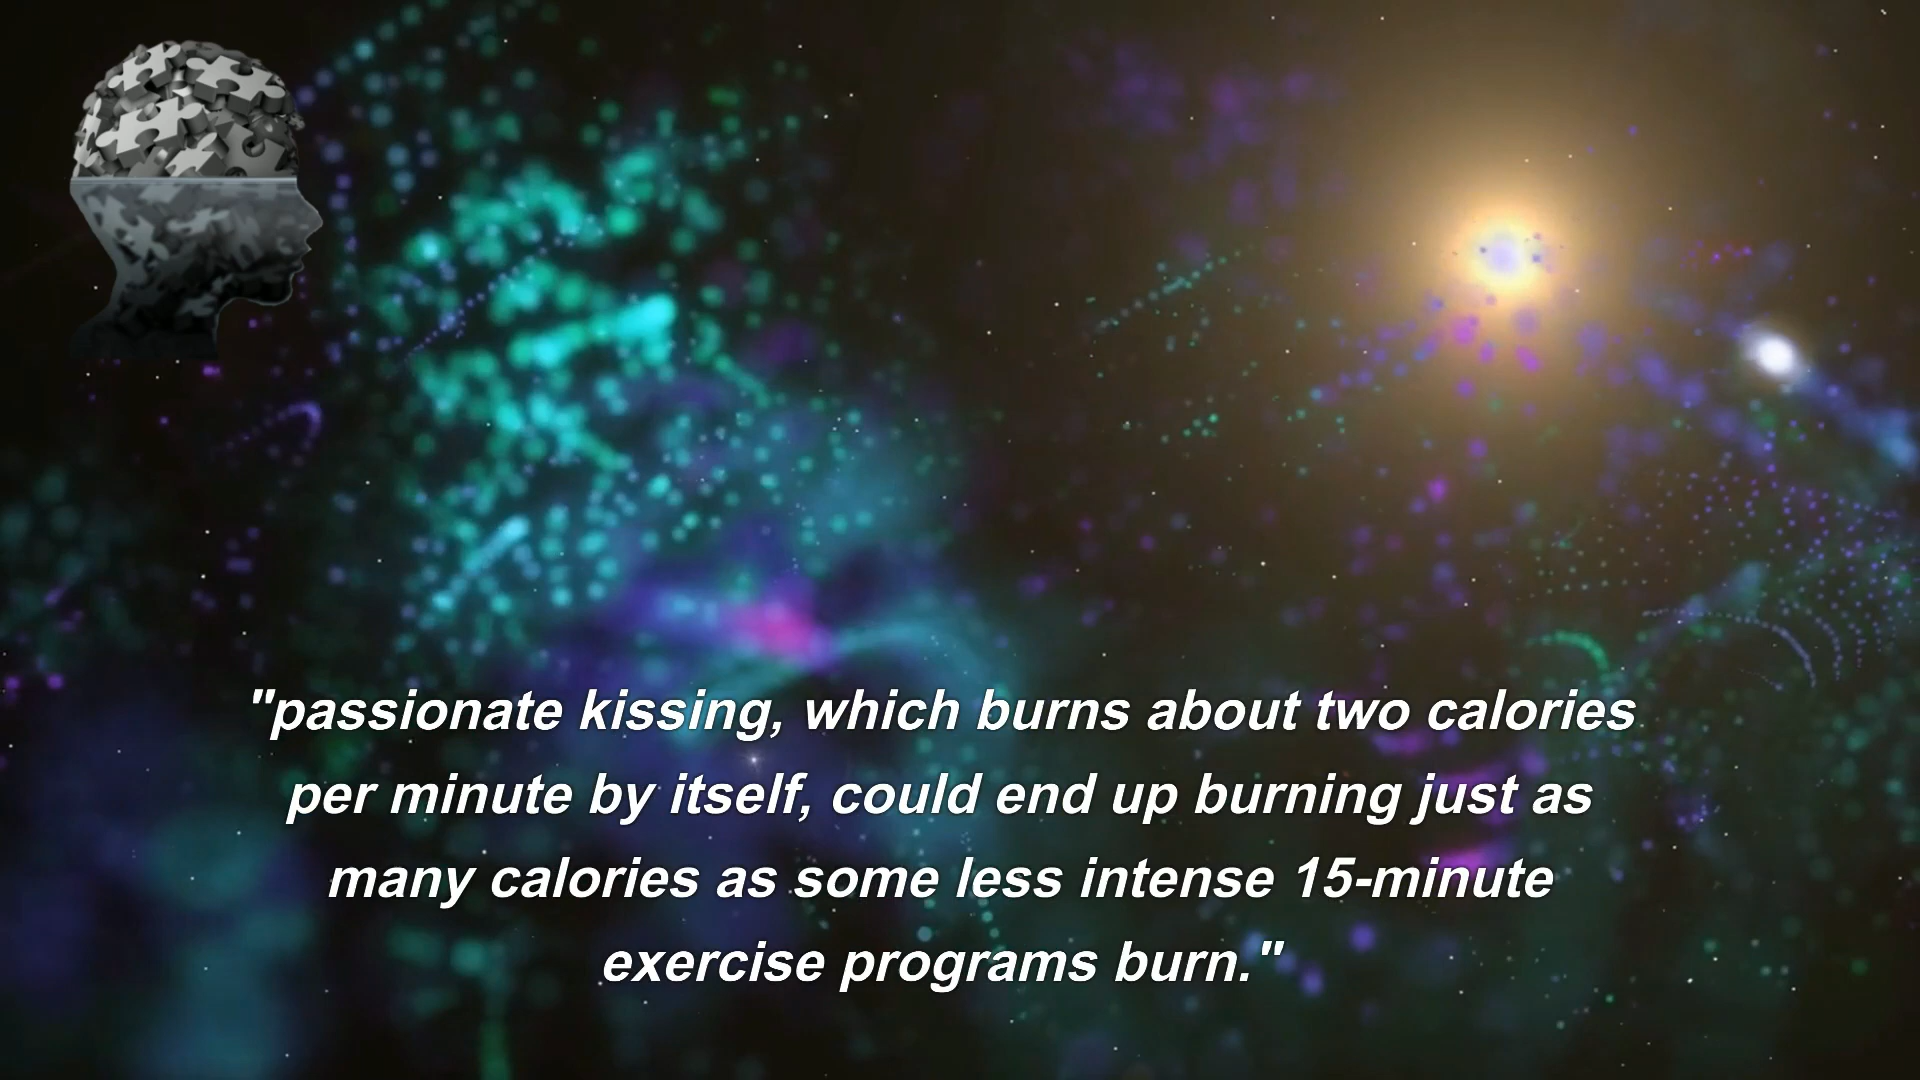 "passionate kissing, which burns about two calories
per minute by itself, could end up burning just as
many calories as some less intense 15-minute
exercise programs burn."